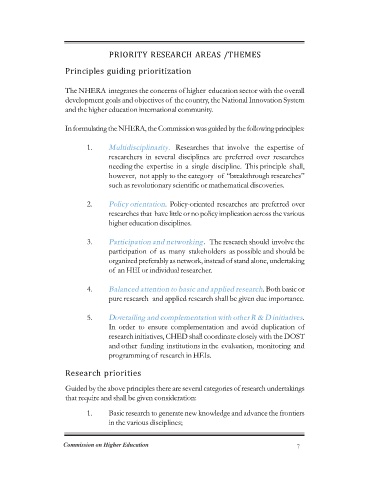 PRIORITY RESEARCH AREAS /THEMES
Principles guiding prioritization
The NHERA integrates the concerns of higher education sector with the overall
development goals and objectives of the country, the National Innovation System
and the higher education international community.
In formulating the NHERA, the Commission was guided by the following principles:
1. Multidisciplinarity. Researches that involve the expertise of
researchers in several disciplines are preferred over researches
needing the expertise in a single discipline. This principle shall,
however, not apply to the category of "breakthrough researches"
such as revolutionary scientific or mathematical discoveries.
2. Policy orientation. Policy-oriented researches are preferred over
researches that have little or no policy implication across the various
higher education disciplines.
3. Participation and networking. The research should involve the
participation of as many stakeholders as possible and should be
organized preferably as network, instead of stand alone, undertaking
of an HEI or individual researcher.
4. Balanced attention to basic and applied research. Both basic or
pure research and applied research shall be given due importance.
5. Dovetailing and complementation with other R & D initiatives.
In order to ensure complementation and avoid duplication of
research initiatives, CHED shall coordinate closely with the DOST
and other funding institutions in the evaluation, monitoring and
programming of research in HEIs.
Research priorities
Guided by the above principles there are several categories of research undertakings
that require and shall be given consideration:
1. Basic research to generate new knowledge and advance the frontiers
in the various disciplines;
Commission on Higher Education 7